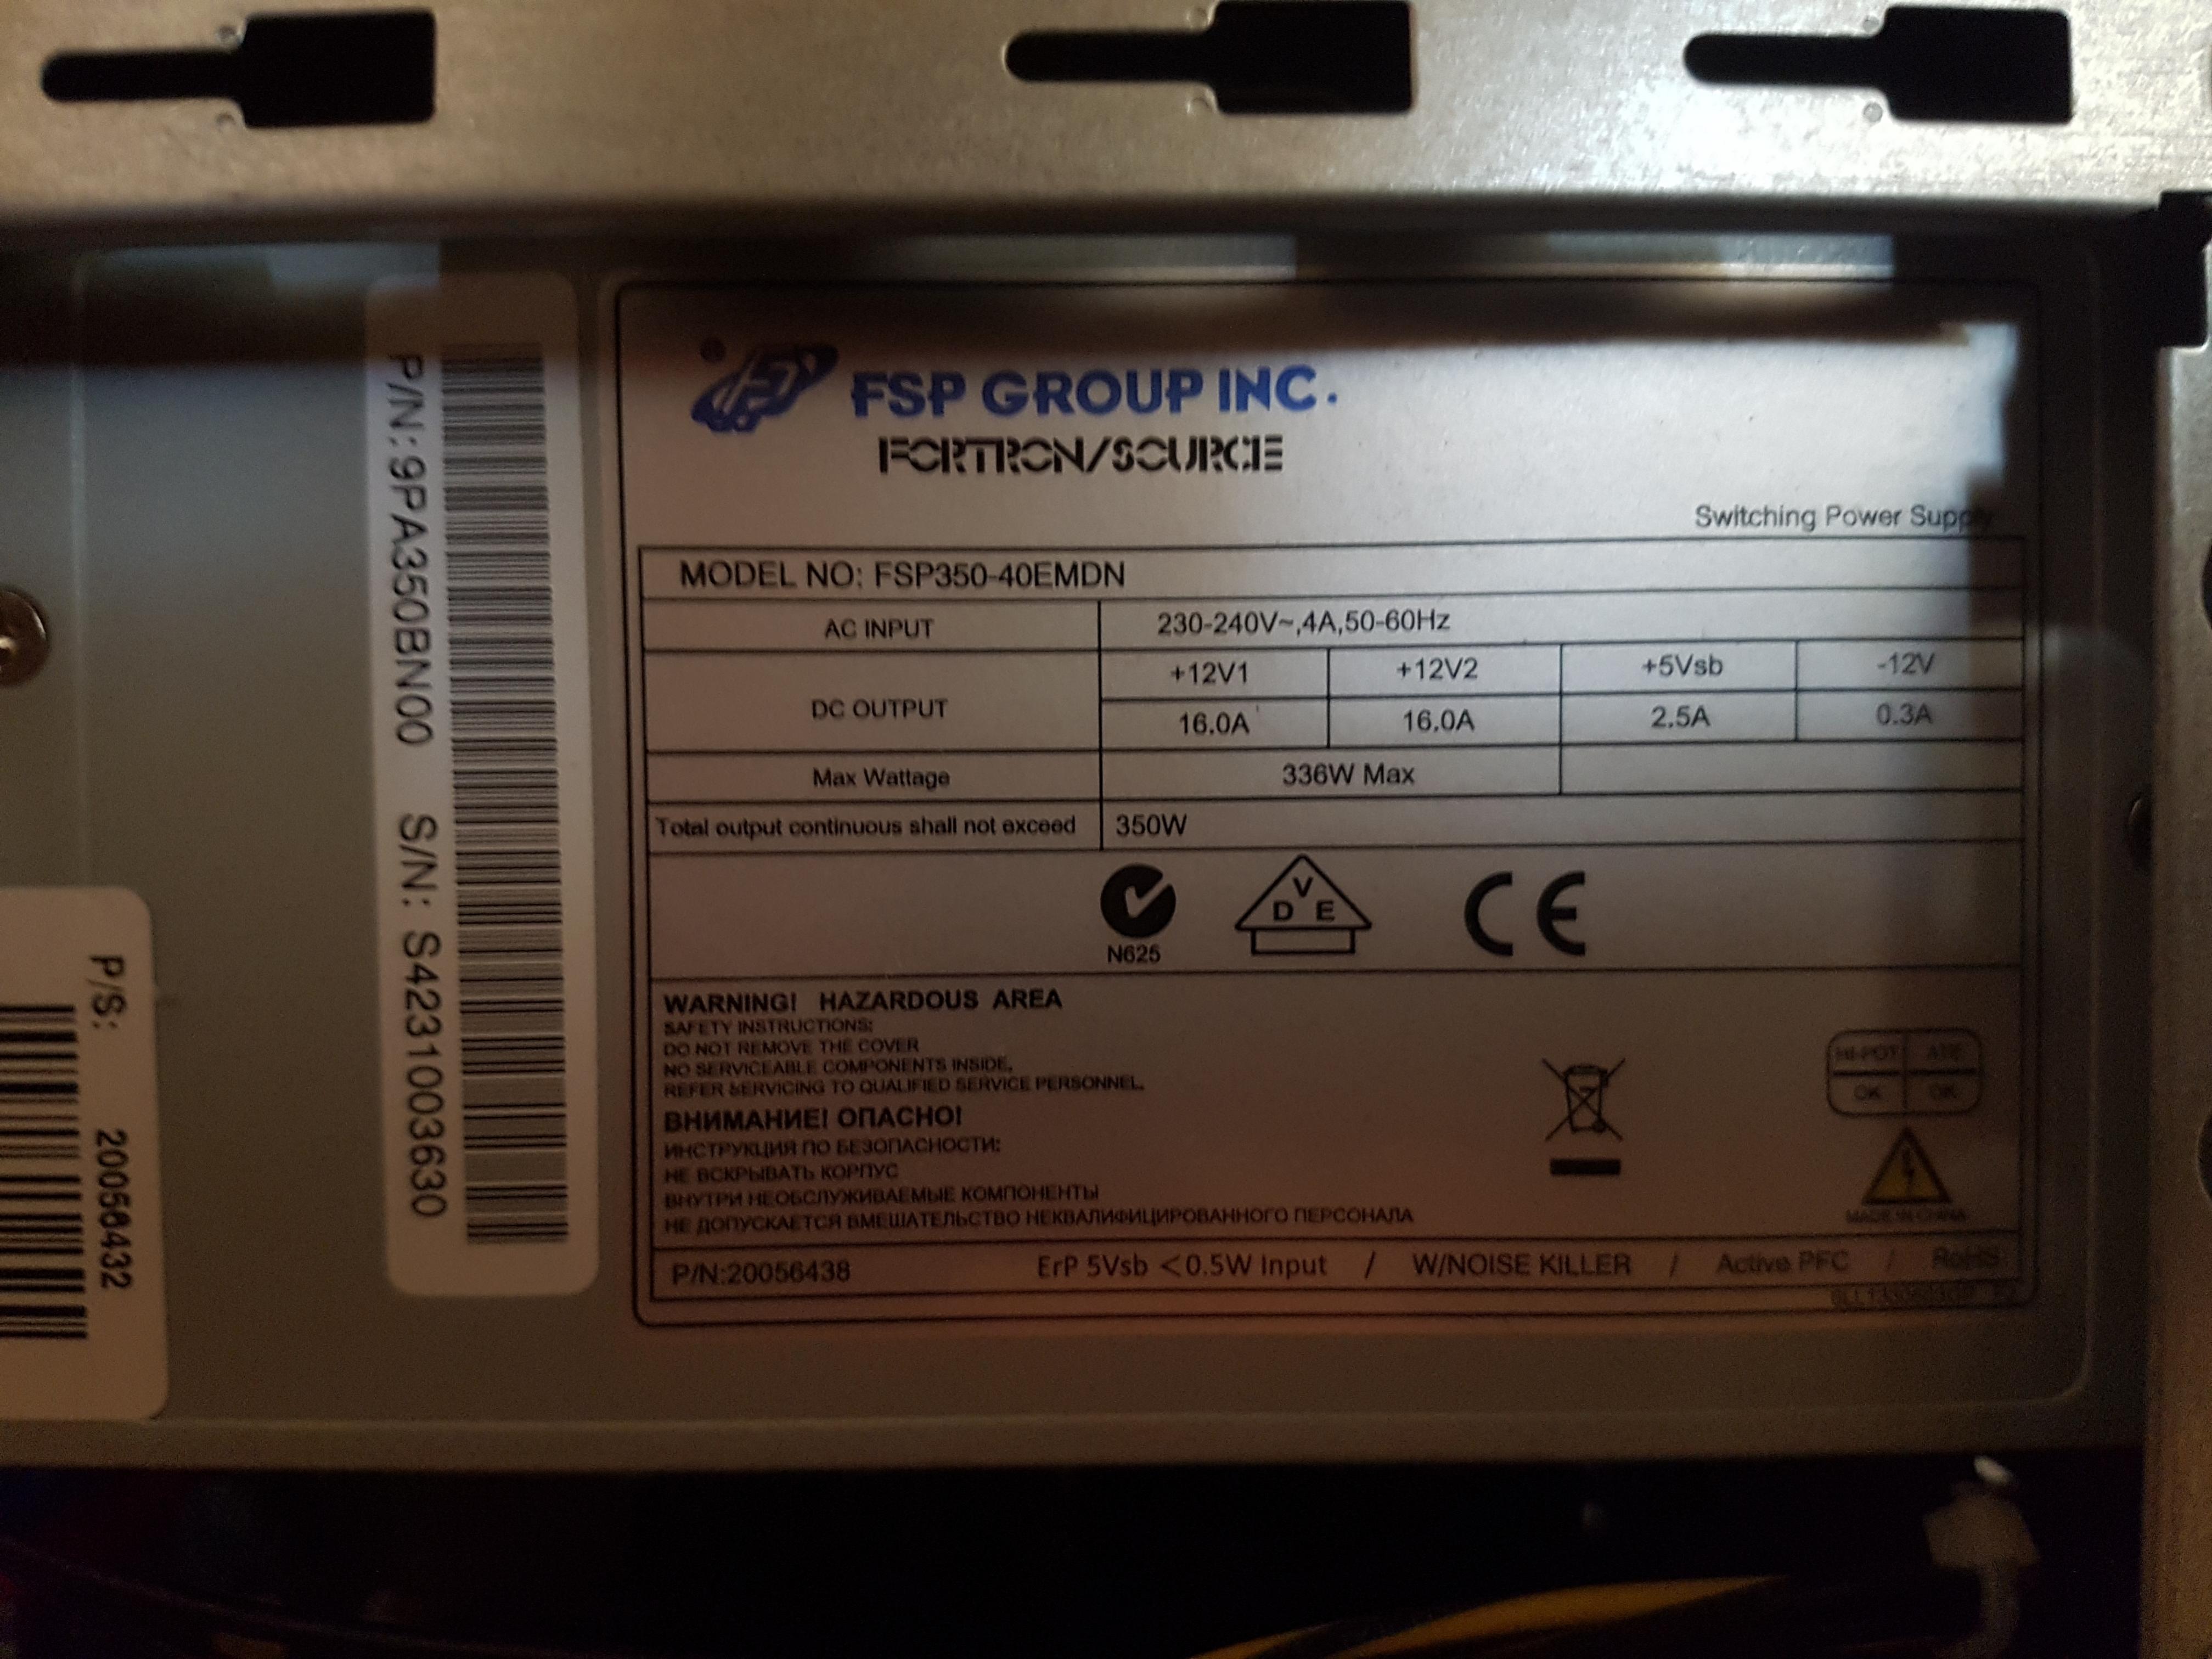 P/N:9PA350BN00 S/N: S4231003630
P/S: 20056432
FSP GROUP INC.
FORTRON/SOURCE
Switching Power Supply
MODEL NO: FSP350-40EMDN
AC INPUT 230-240V~,4A,50-60Hz
DC OUTPUT +12V1 +12V2 +5Vsb -12V
16.0A 16.0A 2.5A 0.3A
Max Wattage 336W Max
Total output continuous shall not exceed 350W
N625
V
D E
CE
WARNING! HAZARDOUS AREA
SAFETY INSTRUCTIONS:
DO NOT REMOVE THE COVER
NO SERVICEABLE COMPONENTS INSIDE,
REFER SERVICING TO QUALIFIED SERVICE PERSONNEL.
ВНИМАНИЕ! ОПАСНО!
ИНСТРУКЦИЯ ПО БЕЗОПАСНОСТИ:
НЕ ВСКРЫВАТЬ КОРПУС
ВНУТРИ НЕОБСЛУЖИВАЕМЫЕ КОМПОНЕНТЫ
НЕ ДОПУСКАЕТСЯ ВМЕШАТЕЛЬСТВО НЕКВАЛИФИЦИРОВАННОГО ПЕРСОНАЛА
HI-POT ATE
OK OK
MADE IN CHINA
P/N:20056438 ErP 5Vsb <0.5W Input / W/NOISE KILLER / Active PFC / RoHS